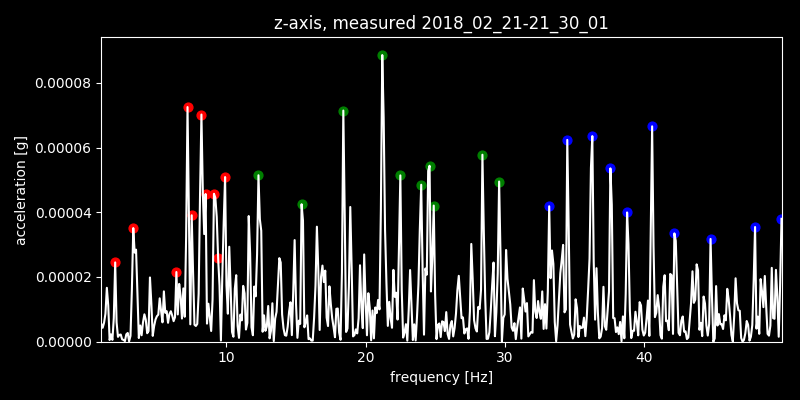 z-axis, measured 2018_02_21-21_30_01
0.00008
0.00006
0.00004
0.00002
0.00000
acceleration [g]
10 20 30 40
frequency [Hz]